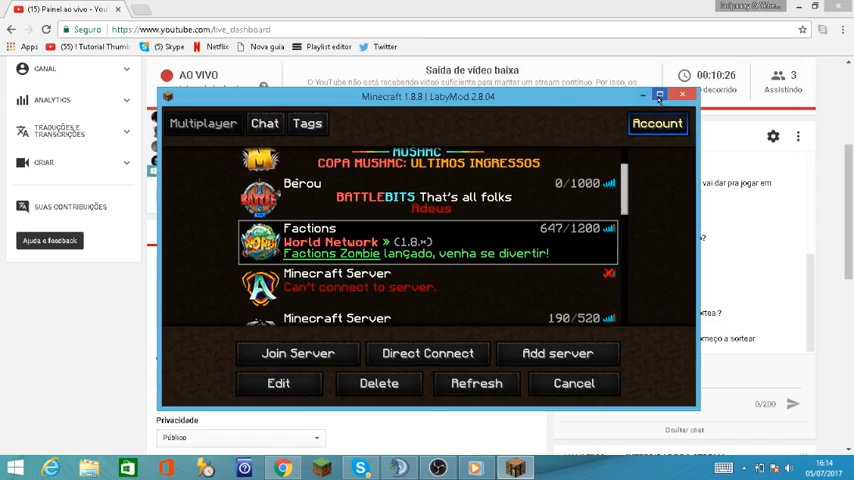 Painel ao vivo - You
Seguro | https://www.youtube.com/live_dashboard
Apps (55) ! Tutorial Thumb (5) Skype Netflix Nova guia Playlist editor Twitter
CANAL
ANALYTICS
TRADUÇÕES E
TRANSCRIÇÕES
CRIAR
SUAS CONTRIBUIÇÕES
Ajuda e feedback
AO VIVO
Saída de vídeo baixa
O YouTube não está recebendo vídeo suficiente para manter um stream contínuo. Por isso, os
00:10:26
decorrido
3
Assistindo
Minecraft 1.8.8 | LabyMod 2.8.04
Multiplayer Chat Tags Account
MUSHMC
COPA MUSHMC: ULTIMOS INGRESSOS
Bérou 0/1000
BATTLEBITS That's all folks
Adeus
Factions 647/1200
World Network » (1.8.×)
Factions Zombie lançado, venha se divertir!
Minecraft Server
Can't connect to server.
Minecraft Server 190/520
Join Server Direct Connect Add server
Edit Delete Refresh Cancel
vai dar pra jogar em
sortea ?
começo a sortear
0/200
Ocultar chat
Privacidade
Público
16:14
05/07/2017